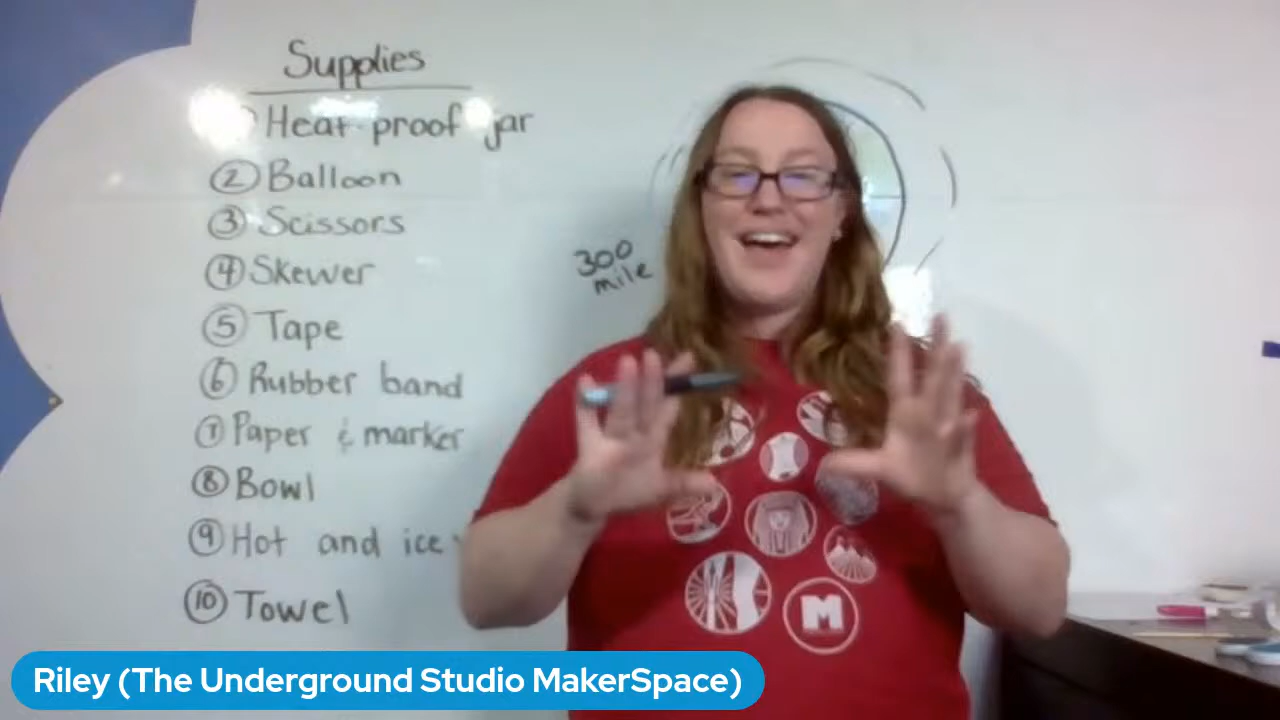 Supplies
Heat proof jar
② Balloon
③ Scissors
④ Skewer
⑤ Tape
⑥ Rubber band
⑦ Paper & marker
⑧ Bowl
⑨ Hot and ice
⑩ Towel
300
mile
M
Riley (The Underground Studio MakerSpace)